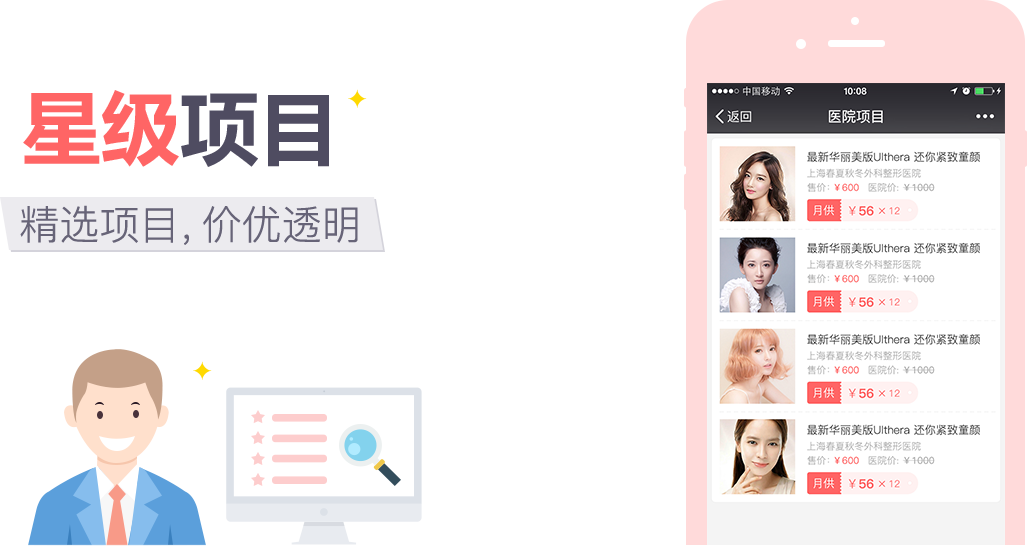 星级项目
精选项目,价优透明
中国移动 10:08
返回 医院项目
最新华丽美版Ulthera 还你紧致童颜
上海春夏秋冬外科整形医院
售价:￥600 医院价:￥1000
月供 ￥56 ×12
最新华丽美版Ulthera 还你紧致童颜
上海春夏秋冬外科整形医院
售价:￥600 医院价:￥1000
月供 ￥56 ×12
最新华丽美版Ulthera 还你紧致童颜
上海春夏秋冬外科整形医院
售价:￥600 医院价:￥1000
月供 ￥56 ×12
最新华丽美版Ulthera 还你紧致童颜
上海春夏秋冬外科整形医院
售价:￥600 医院价:￥1000
月供 ￥56 ×12